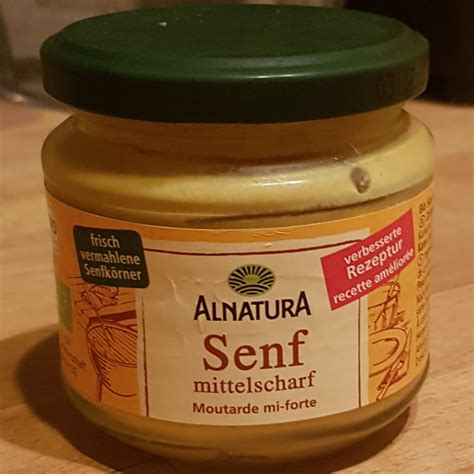 frisch
vermahlene
Senfkörner
verbesserte
Rezeptur
recette améliorée
ALNATURA
Senf
mittelscharf
Moutarde mi-forte